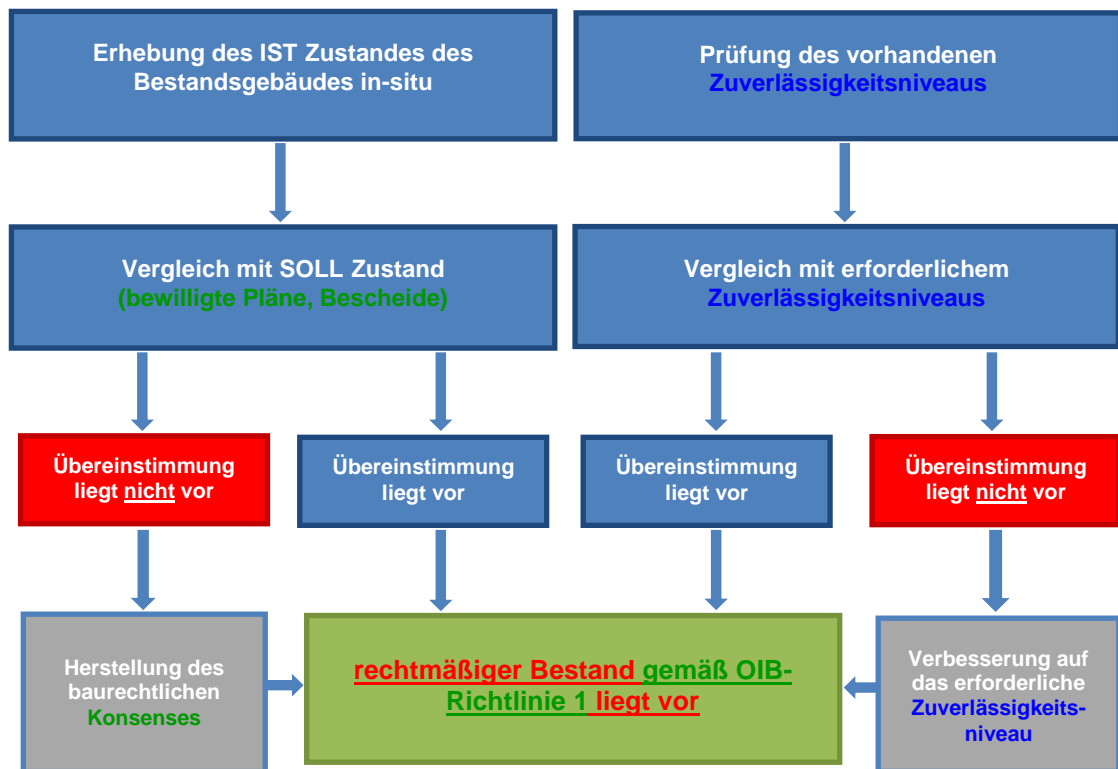 Erhebung des IST Zustandes des
Bestandsgebäudes in-situ
Prüfung des vorhandenen
Zuverlässigkeitsniveaus
Vergleich mit SOLL Zustand
(bewilligte Pläne, Bescheide)
Vergleich mit erforderlichem
Zuverlässigkeitsniveaus
Übereinstimmung
liegt nicht vor
Übereinstimmung
liegt vor
Übereinstimmung
liegt vor
Übereinstimmung
liegt nicht vor
Herstellung des
baurechtlichen
Konsenses
rechtmäßiger Bestand gemäß OIB-
Richtlinie 1 liegt vor
Verbesserung auf
das erforderliche
Zuverlässigkeits-
niveau